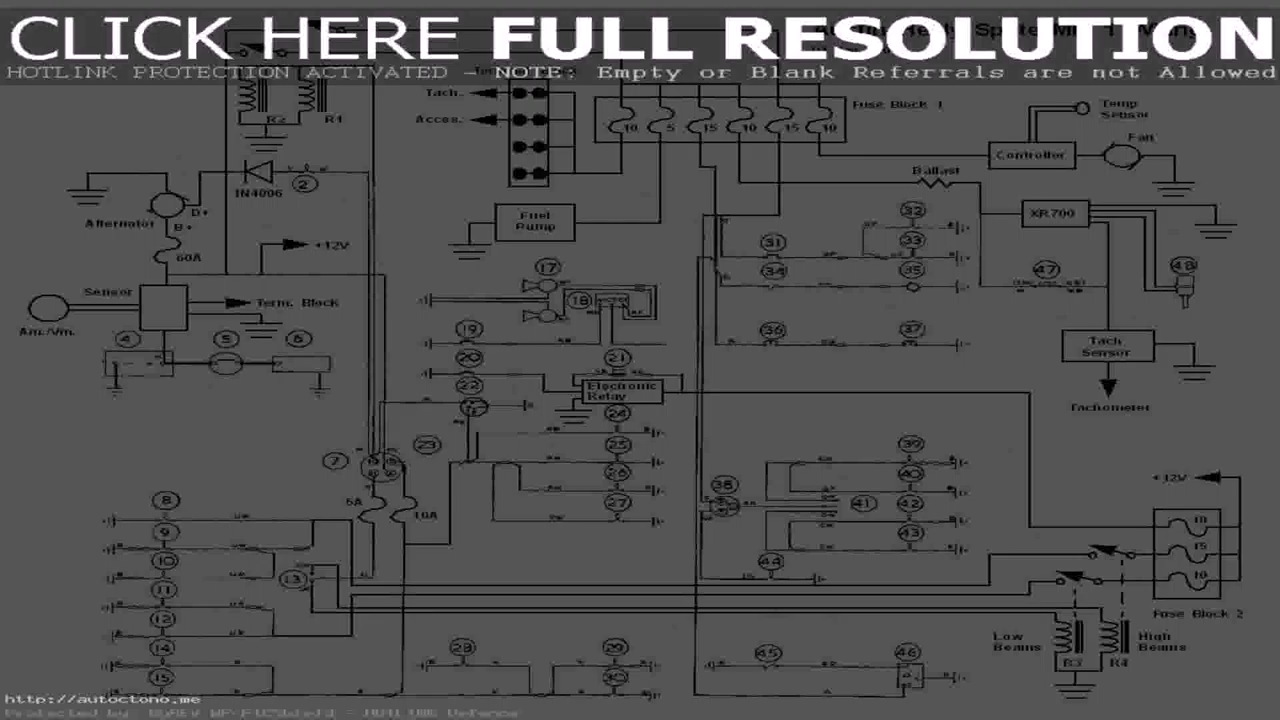 CLICK HERE FULL RESOLUTION
HOTLINK PROTECTION ACTIVATED - NOTE: Empty or Blank Referrals are not Allowed
Tach.
Acces.
Fuse Block 1
10 5 15 10 15 10
Temp
Sensor
Fan
Controller
Ballast
XR700
R2 R1
IN4006
2
Alternator
D+
B+
60A
+12V
Fuel
Pump
Sensor
Term. Block
Am./Vm.
4 5 6
17
18
19
20
21
22
Electronic
Relay
23
24
25
26
27
31
32
33
34
35
36
37
47
48
Tach
Sensor
Tachometer
7
5A
10A
8
9
10
11
12
13
14
15
28
29
30
38
39
40
41
42
43
44
45
46
+12V
10
15
10
Fuse Block 2
Low
Beams
High
Beams
R3 R4
http://autoctono.me